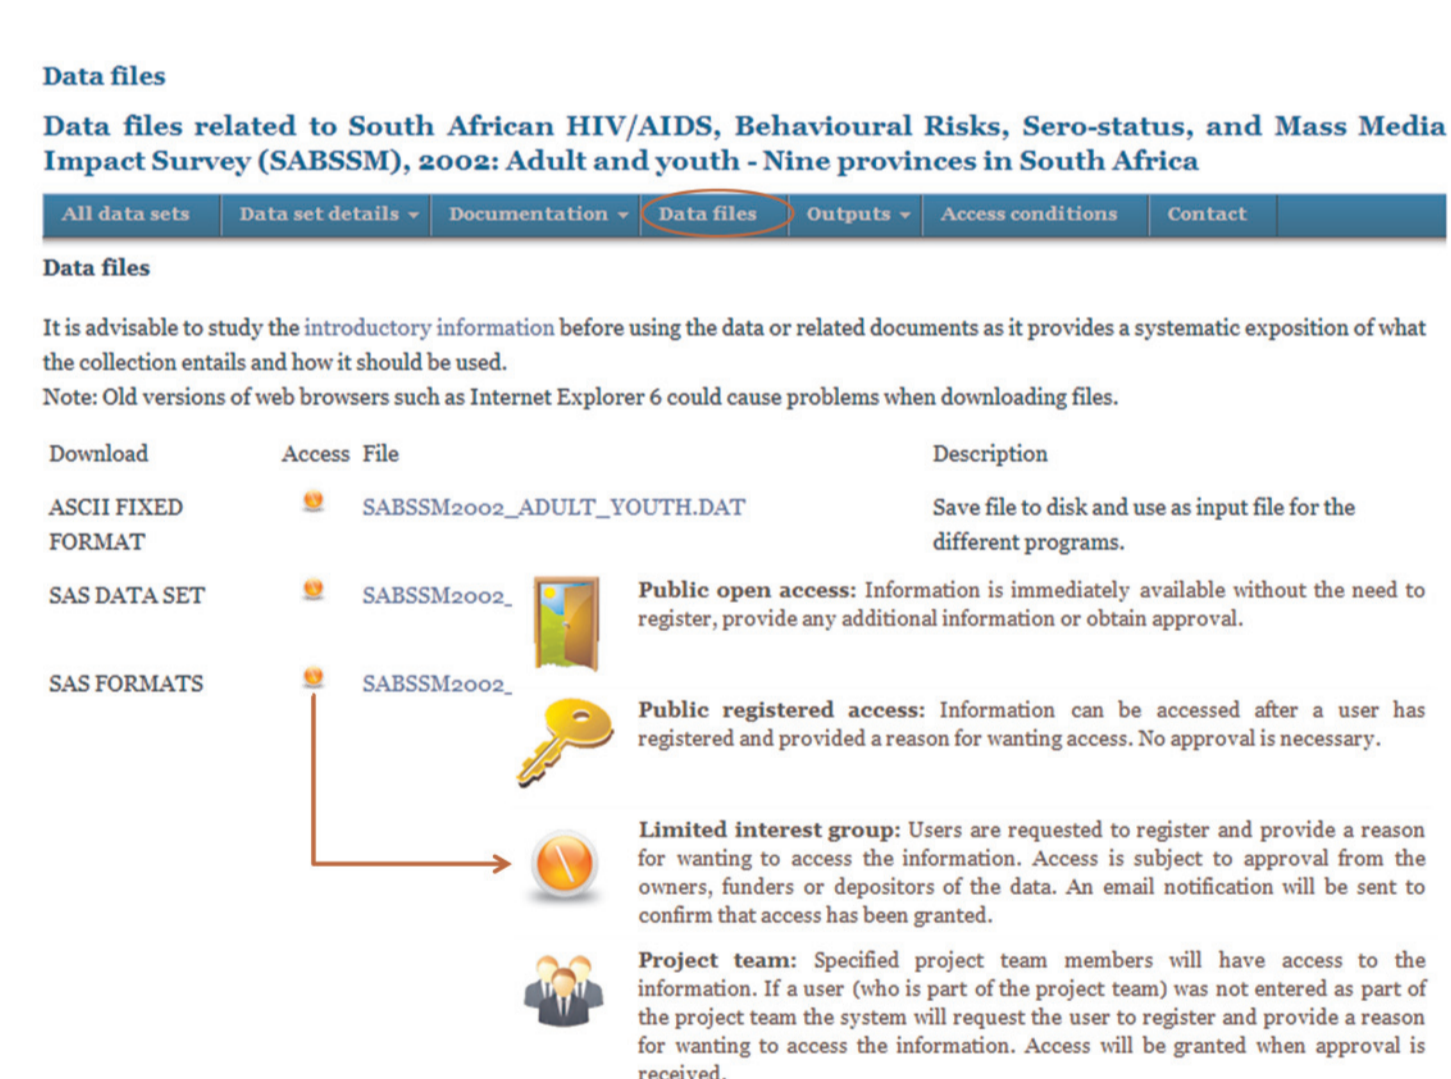 Data files
Data files related to South African HIV/AIDS, Behavioural Risks, Sero-status, and Mass Media
Impact Survey (SABSSM), 2002: Adult and youth - Nine provinces in South Africa
All data sets Data set details Documentation Data files Outputs Access conditions Contact
Data files
It is advisable to study the introductory information before using the data or related documents as it provides a systematic exposition of what
the collection entails and how it should be used.
Note: Old versions of web browsers such as Internet Explorer 6 could cause problems when downloading files.
Download Access File Description
ASCII FIXED SABSSM2002_ADULT_YOUTH.DAT Save file to disk and use as input file for the
FORMAT different programs.
SAS DATA SET SABSSM2002_
SAS FORMATS SABSSM2002_
Public open access: Information is immediately available without the need to
register, provide any additional information or obtain approval.
Public registered access: Information can be accessed after a user has
registered and provided a reason for wanting access. No approval is necessary.
Limited interest group: Users are requested to register and provide a reason
for wanting to access the information. Access is subject to approval from the
owners, funders or depositors of the data. An email notification will be sent to
confirm that access has been granted.
Project team: Specified project team members will have access to the
information. If a user (who is part of the project team) was not entered as part of
the project team the system will request the user to register and provide a reason
for wanting to access the information. Access will be granted when approval is
received.